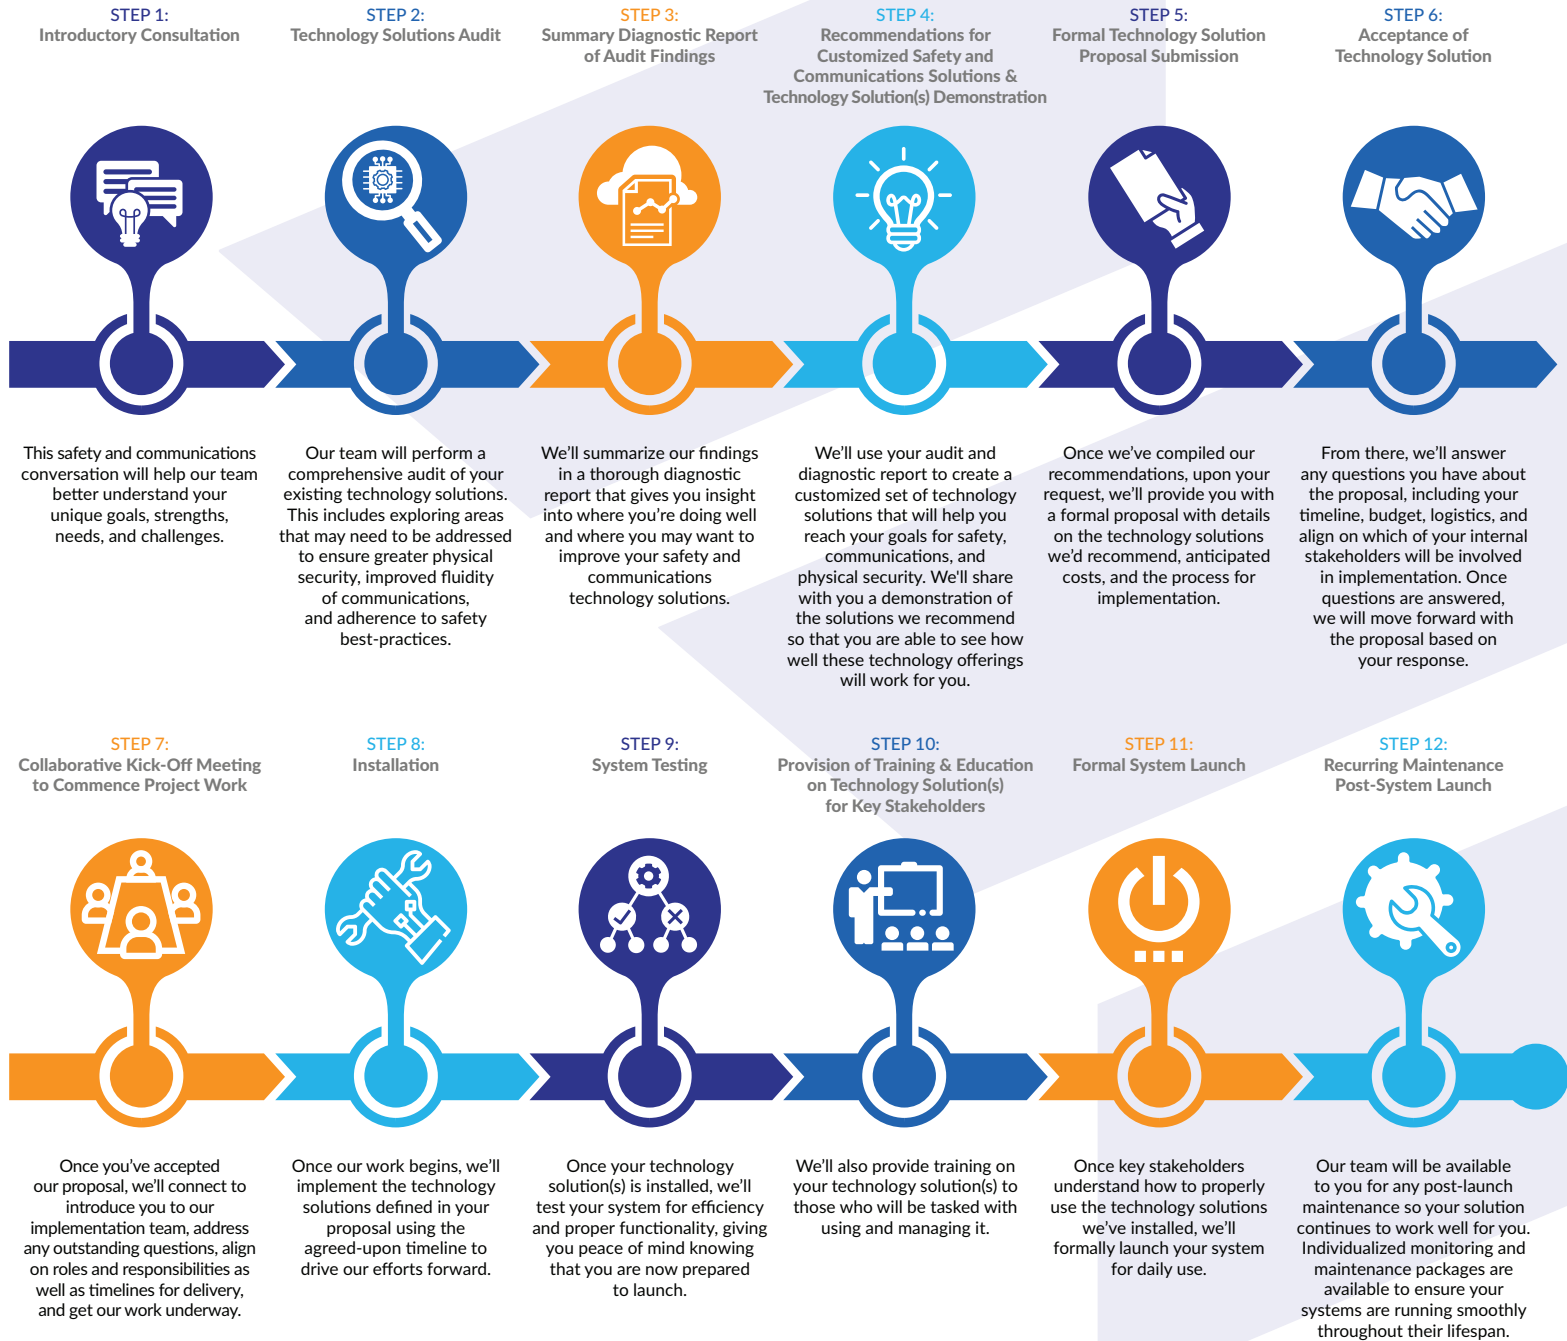 STEP 1:
Introductory Consultation
STEP 2:
Technology Solutions Audit
STEP 3:
Summary Diagnostic Report
of Audit Findings
STEP 4:
Recommendations for
Customized Safety and
Communications Solutions &
Technology Solution(s) Demonstration
STEP 5:
Formal Technology Solution
Proposal Submission
STEP 6:
Acceptance of
Technology Solution
This safety and communications
conversation will help our team
better understand your
unique goals, strengths,
needs, and challenges.
Our team will perform a
comprehensive audit of your
existing technology solutions.
This includes exploring areas
that may need to be addressed
to ensure greater physical
security, improved fluidity
of communications,
and adherence to safety
best-practices.
We’ll summarize our findings
in a thorough diagnostic
report that gives you insight
into where you’re doing well
and where you may want to
improve your safety and
communications
technology solutions.
We’ll use your audit and
diagnostic report to create a
customized set of technology
solutions that will help you
reach your goals for safety,
communications, and
physical security. We'll share
with you a demonstration of
the solutions we recommend
so that you are able to see how
well these technology offerings
will work for you.
Once we’ve compiled our
recommendations, upon your
request, we’ll provide you with
a formal proposal with details
on the technology solutions
we’d recommend, anticipated
costs, and the process for
implementation.
From there, we’ll answer
any questions you have about
the proposal, including your
timeline, budget, logistics, and
align on which of your internal
stakeholders will be involved
in implementation. Once
questions are answered,
we will move forward with
the proposal based on
your response.
STEP 7:
Collaborative Kick-Off Meeting
to Commence Project Work
STEP 8:
Installation
STEP 9:
System Testing
STEP 10:
Provision of Training & Education
on Technology Solution(s)
for Key Stakeholders
STEP 11:
Formal System Launch
STEP 12:
Recurring Maintenance
Post-System Launch
Once you’ve accepted
our proposal, we’ll connect to
introduce you to our
implementation team, address
any outstanding questions, align
on roles and responsibilities as
well as timelines for delivery,
and get our work underway.
Once our work begins, we’ll
implement the technology
solutions defined in your
proposal using the
agreed-upon timeline to
drive our efforts forward.
Once your technology
solution(s) is installed, we’ll
test your system for efficiency
and proper functionality, giving
you peace of mind knowing
that you are now prepared
to launch.
We’ll also provide training on
your technology solution(s) to
those who will be tasked with
using and managing it.
Once key stakeholders
understand how to properly
use the technology solutions
we’ve installed, we’ll
formally launch your system
for daily use.
Our team will be available
to you for any post-launch
maintenance so your solution
continues to work well for you.
Individualized monitoring and
maintenance packages are
available to ensure your
systems are running smoothly
throughout their lifespan.